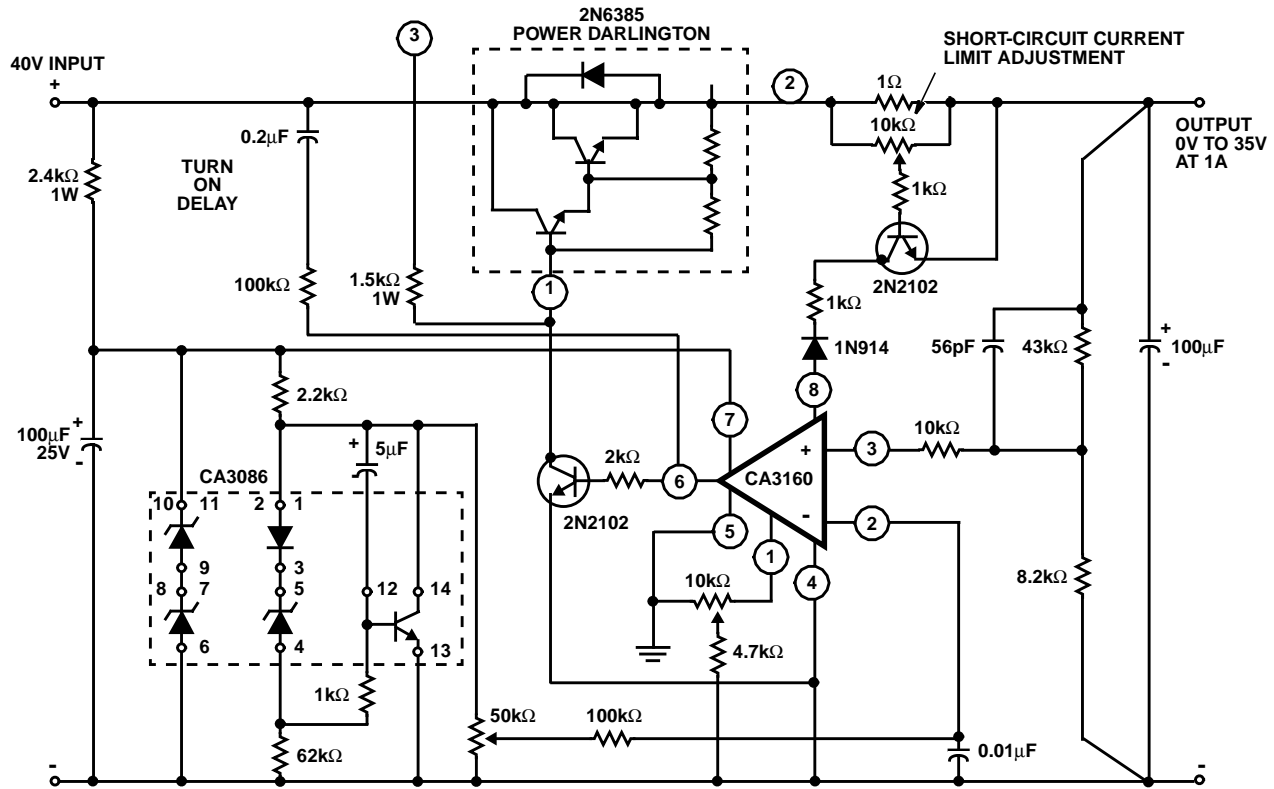 2N6385
POWER DARLINGTON
3
SHORT-CIRCUIT CURRENT
LIMIT ADJUSTMENT
40V INPUT
+
2
1Ω
10kΩ
+
OUTPUT
0V TO 35V
AT 1A
0.2μF
2.4kΩ
1W
TURN
ON
DELAY
1kΩ
100kΩ
1.5kΩ
1W
1
2N2102
1kΩ
1N914
56pF
43kΩ
+
100μF
-
2.2kΩ
8
7
100μF
25V
+
-
+
5μF
-
CA3086
2kΩ
6
+
CA3160
-
3
10kΩ
2N2102
5
2
10
11
2
1
9
3
8
7
5
12
14
6
4
13
1
4
10kΩ
8.2kΩ
4.7kΩ
1kΩ
50kΩ
100kΩ
62kΩ
0.01μF
-
-